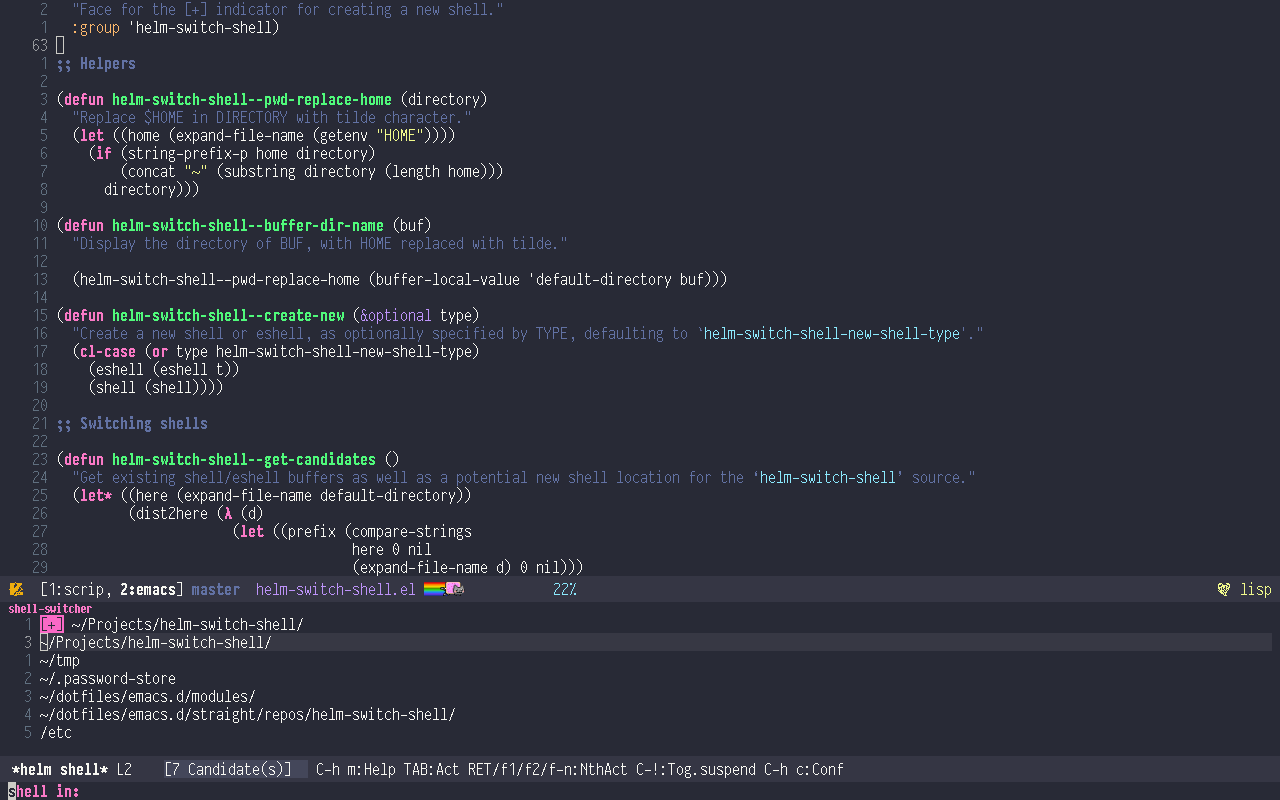 2   "Face for the [+] indicator for creating a new shell."
1   :group 'helm-switch-shell)
63
1 ;; Helpers
2
3 (defun helm-switch-shell--pwd-replace-home (directory)
4   "Replace $HOME in DIRECTORY with tilde character."
5   (let ((home (expand-file-name (getenv "HOME"))))
6     (if (string-prefix-p home directory)
7         (concat "~" (substring directory (length home)))
8       directory)))
9
10 (defun helm-switch-shell--buffer-dir-name (buf)
11   "Display the directory of BUF, with HOME replaced with tilde."
12
13   (helm-switch-shell--pwd-replace-home (buffer-local-value 'default-directory buf)))
14
15 (defun helm-switch-shell--create-new (&optional type)
16   "Create a new shell or eshell, as optionally specified by TYPE, defaulting to `helm-switch-shell-new-shell-type'."
17   (cl-case (or type helm-switch-shell-new-shell-type)
18     (eshell (eshell t))
19     (shell (shell))))
20
21 ;; Switching shells
22
23 (defun helm-switch-shell--get-candidates ()
24   "Get existing shell/eshell buffers as well as a potential new shell location for the ‘helm-switch-shell’ source."
25   (let* ((here (expand-file-name default-directory))
26          (dist2here (λ (d)
27                       (let ((prefix (compare-strings
28                                      here 0 nil
29                                      (expand-file-name d) 0 nil)))
[1:scrip, 2:emacs] master helm-switch-shell.el 22% lisp
shell-switcher
1 [+] ~/Projects/helm-switch-shell/
3 ~/Projects/helm-switch-shell/
1 ~/tmp
2 ~/.password-store
3 ~/dotfiles/emacs.d/modules/
4 ~/dotfiles/emacs.d/straight/repos/helm-switch-shell/
5 /etc
*helm shell* L2 [7 Candidate(s)] C-h m:Help TAB:Act RET/f1/f2/f-n:NthAct C-!:Tog.suspend C-h c:Conf
shell in: